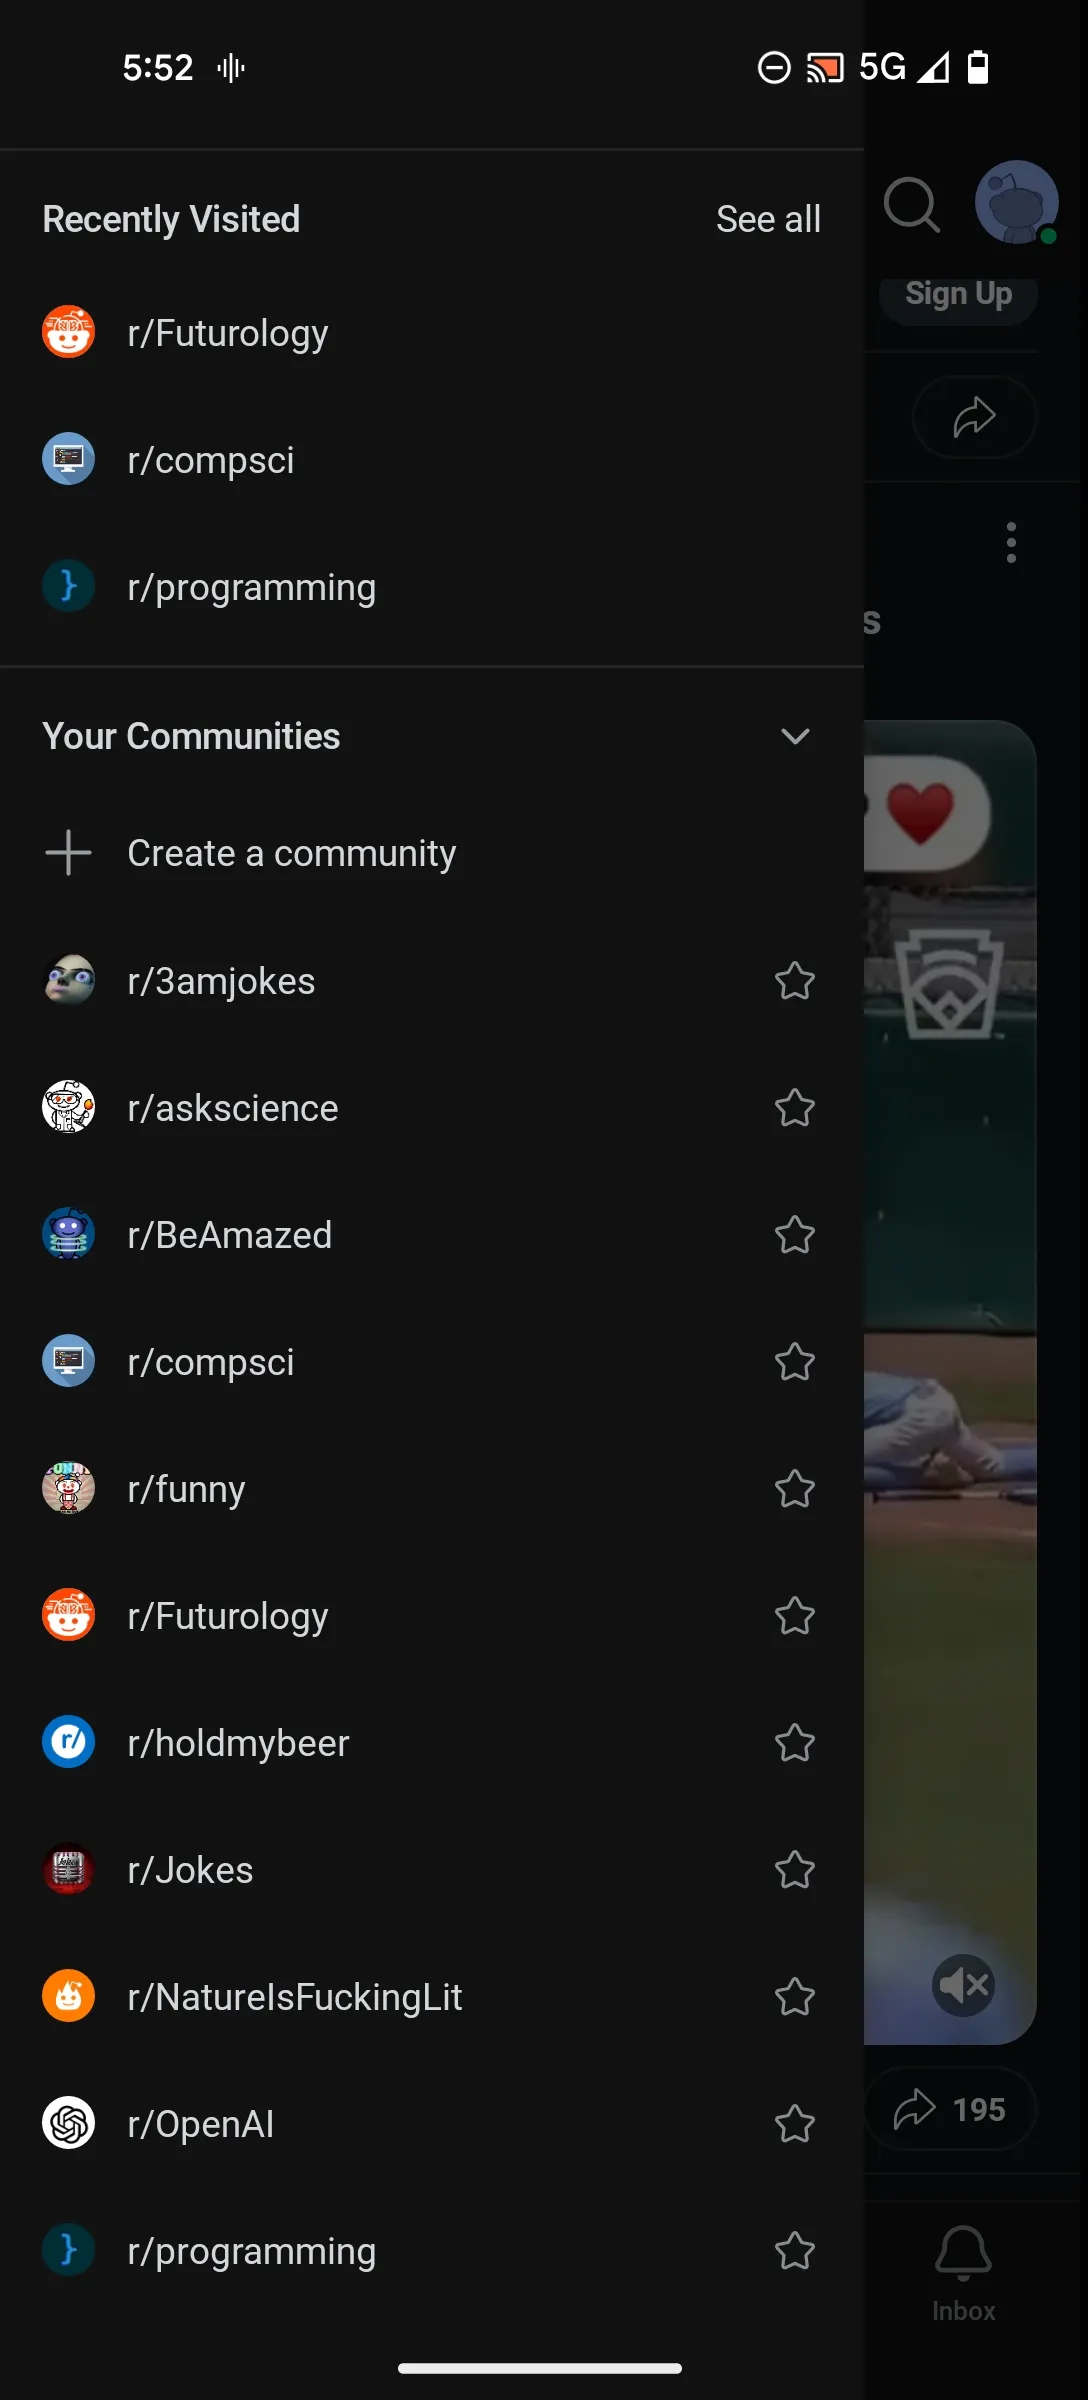 5:52
5G
Recently Visited
See all
Sign Up
r/Futurology
r/compsci
r/programming
s
Your Communities
Create a community
r/3amjokes
r/askscience
r/BeAmazed
r/compsci
r/funny
r/Futurology
r/holdmybeer
r/Jokes
r/NatureIsFuckingLit
r/OpenAI
195
r/programming
Inbox